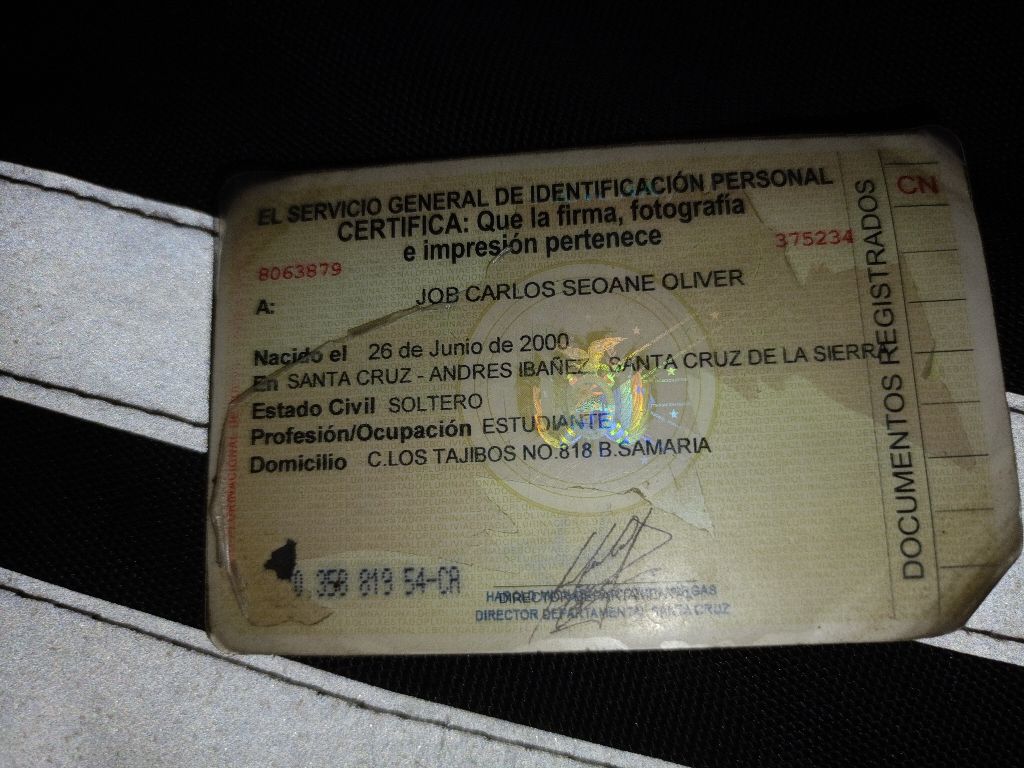 EL SERVICIO GENERAL DE IDENTIFICACIÓN PERSONAL
CERTIFICA: Que la firma, fotografía
e impresión pertenece
8063879
375234
A: JOB CARLOS SEOANE OLIVER
Nacido el 26 de Junio de 2000
En SANTA CRUZ - ANDRES IBAÑEZ - SANTA CRUZ DE LA SIERRA
Estado Civil SOLTERO
Profesión/Ocupación ESTUDIANTE
Domicilio C.LOS TAJIBOS NO.818 B.SAMARIA
DIRECTOR DEPARTAMENTAL SANTA CRUZ
DOCUMENTOS REGISTRADOS
CN